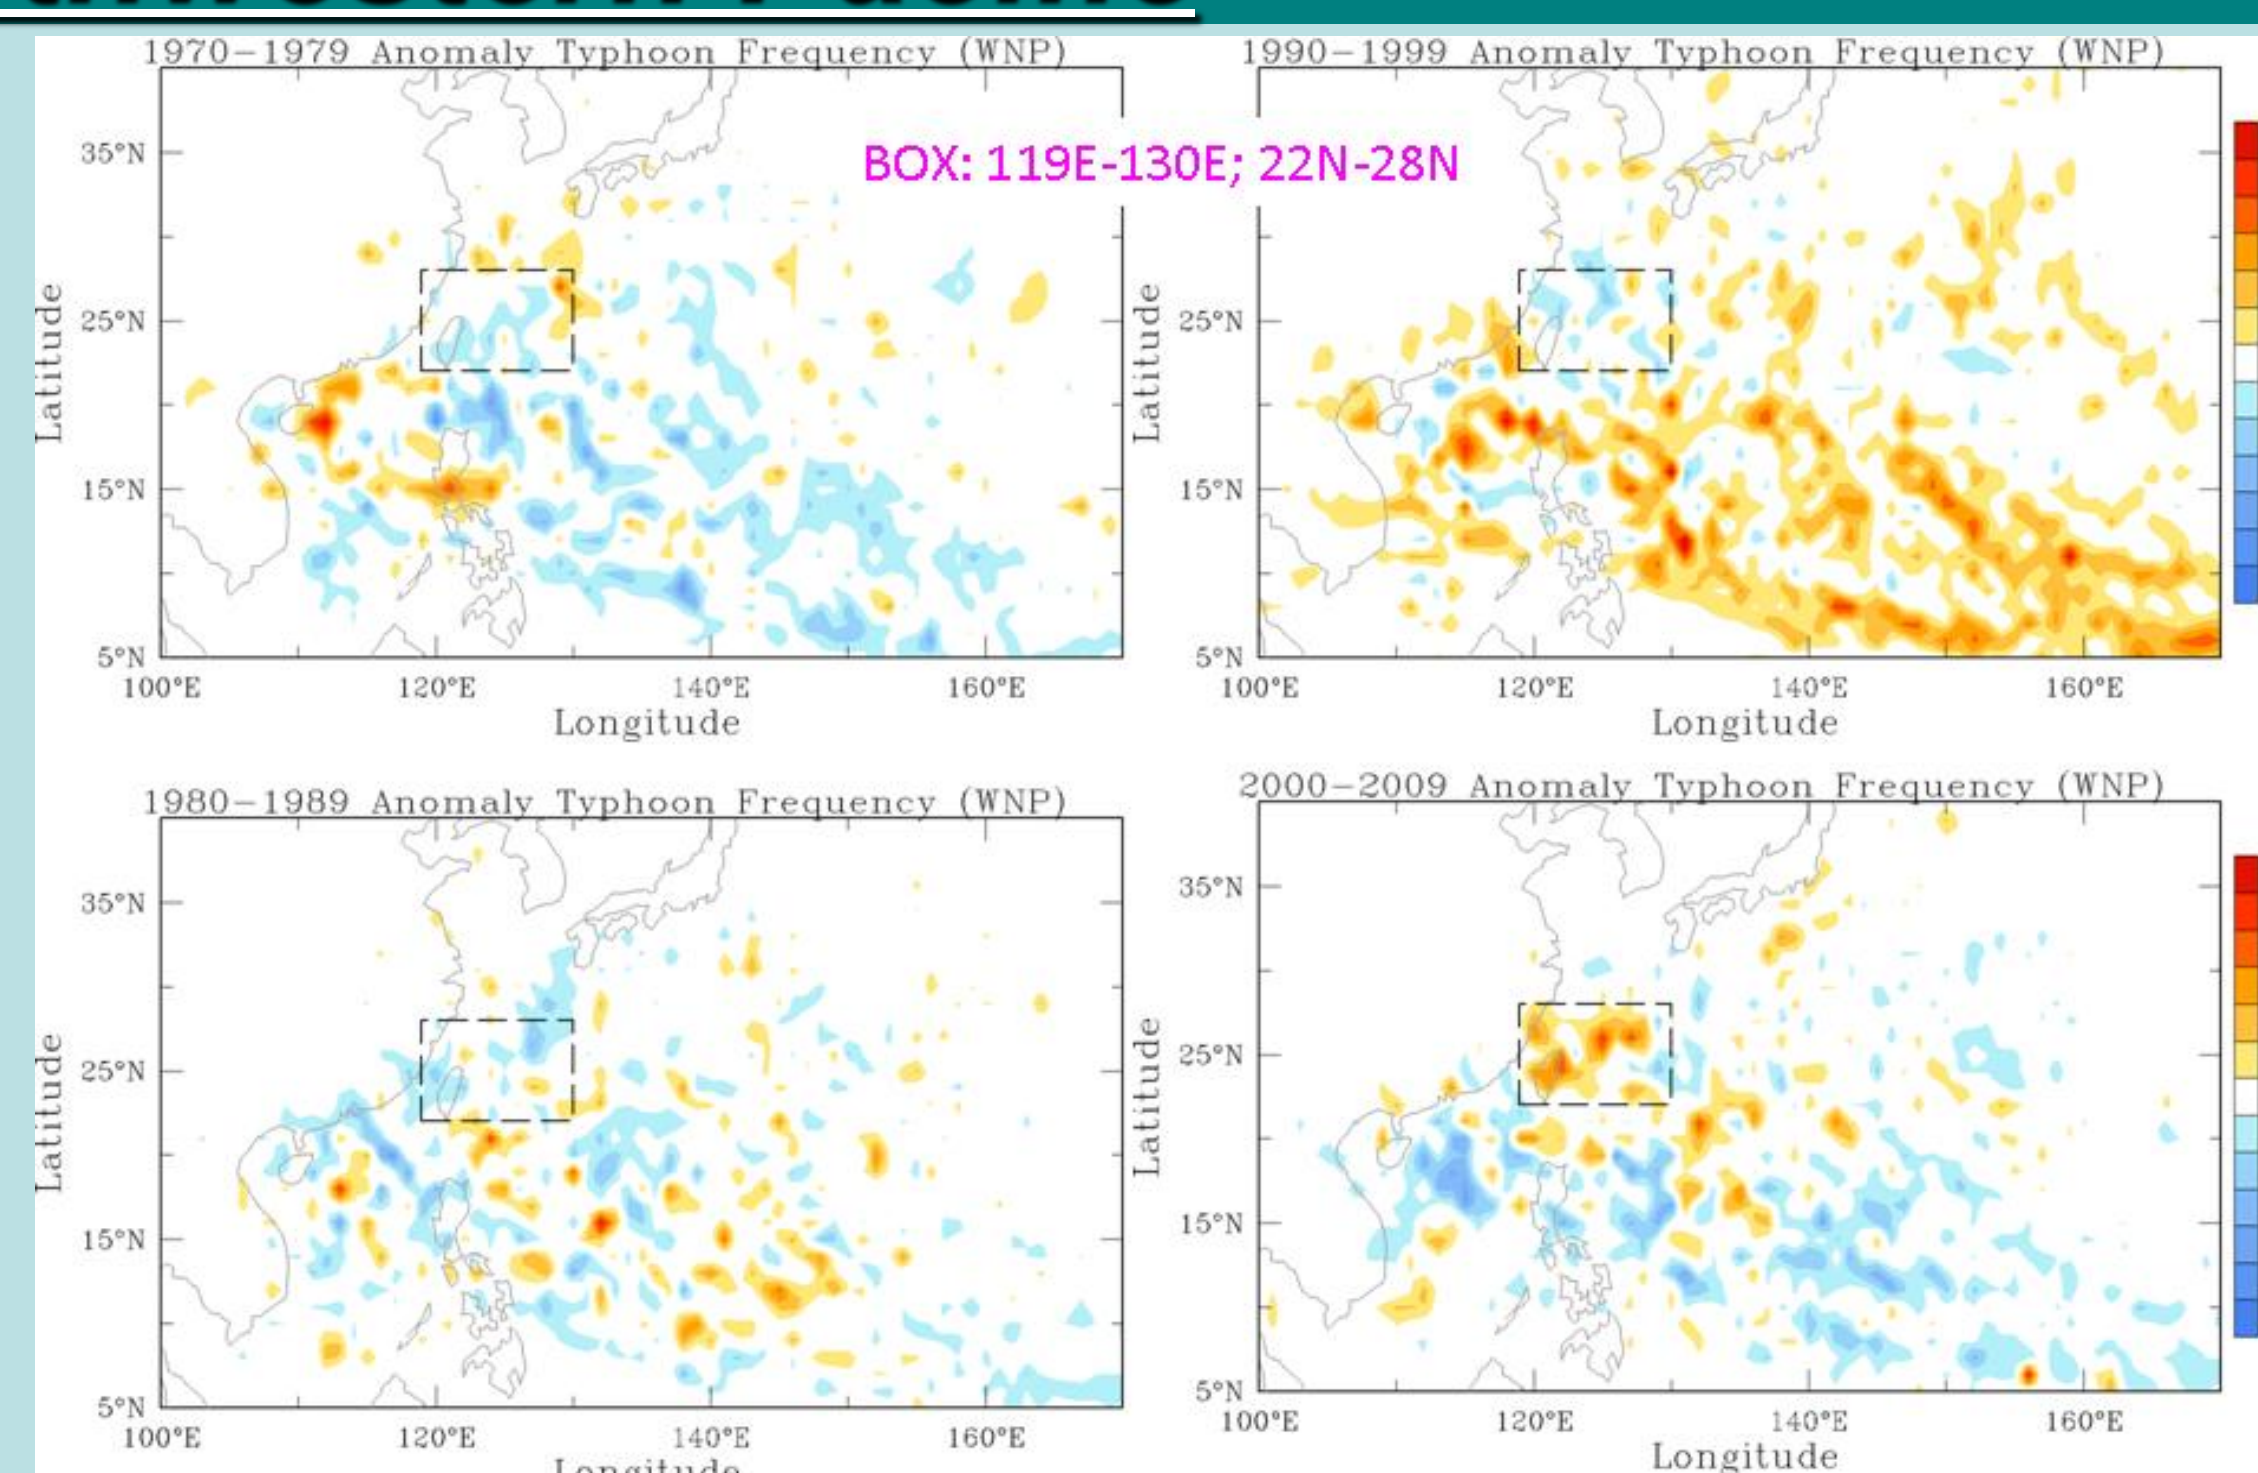 1970−1979 Anomaly Typhoon Frequency (WNP)
35°N
25°N
15°N
5°N
Latitude
100°E 120°E 140°E 160°E
Longitude
BOX: 119E-130E; 22N-28N
1990−1999 Anomaly Typhoon Frequency (WNP)
35°N
25°N
15°N
5°N
Latitude
100°E 120°E 140°E 160°E
Longitude
1980−1989 Anomaly Typhoon Frequency (WNP)
35°N
25°N
15°N
5°N
Latitude
100°E 120°E 140°E 160°E
Longitude
2000−2009 Anomaly Typhoon Frequency (WNP)
35°N
25°N
15°N
5°N
Latitude
100°E 120°E 140°E 160°E
Longitude